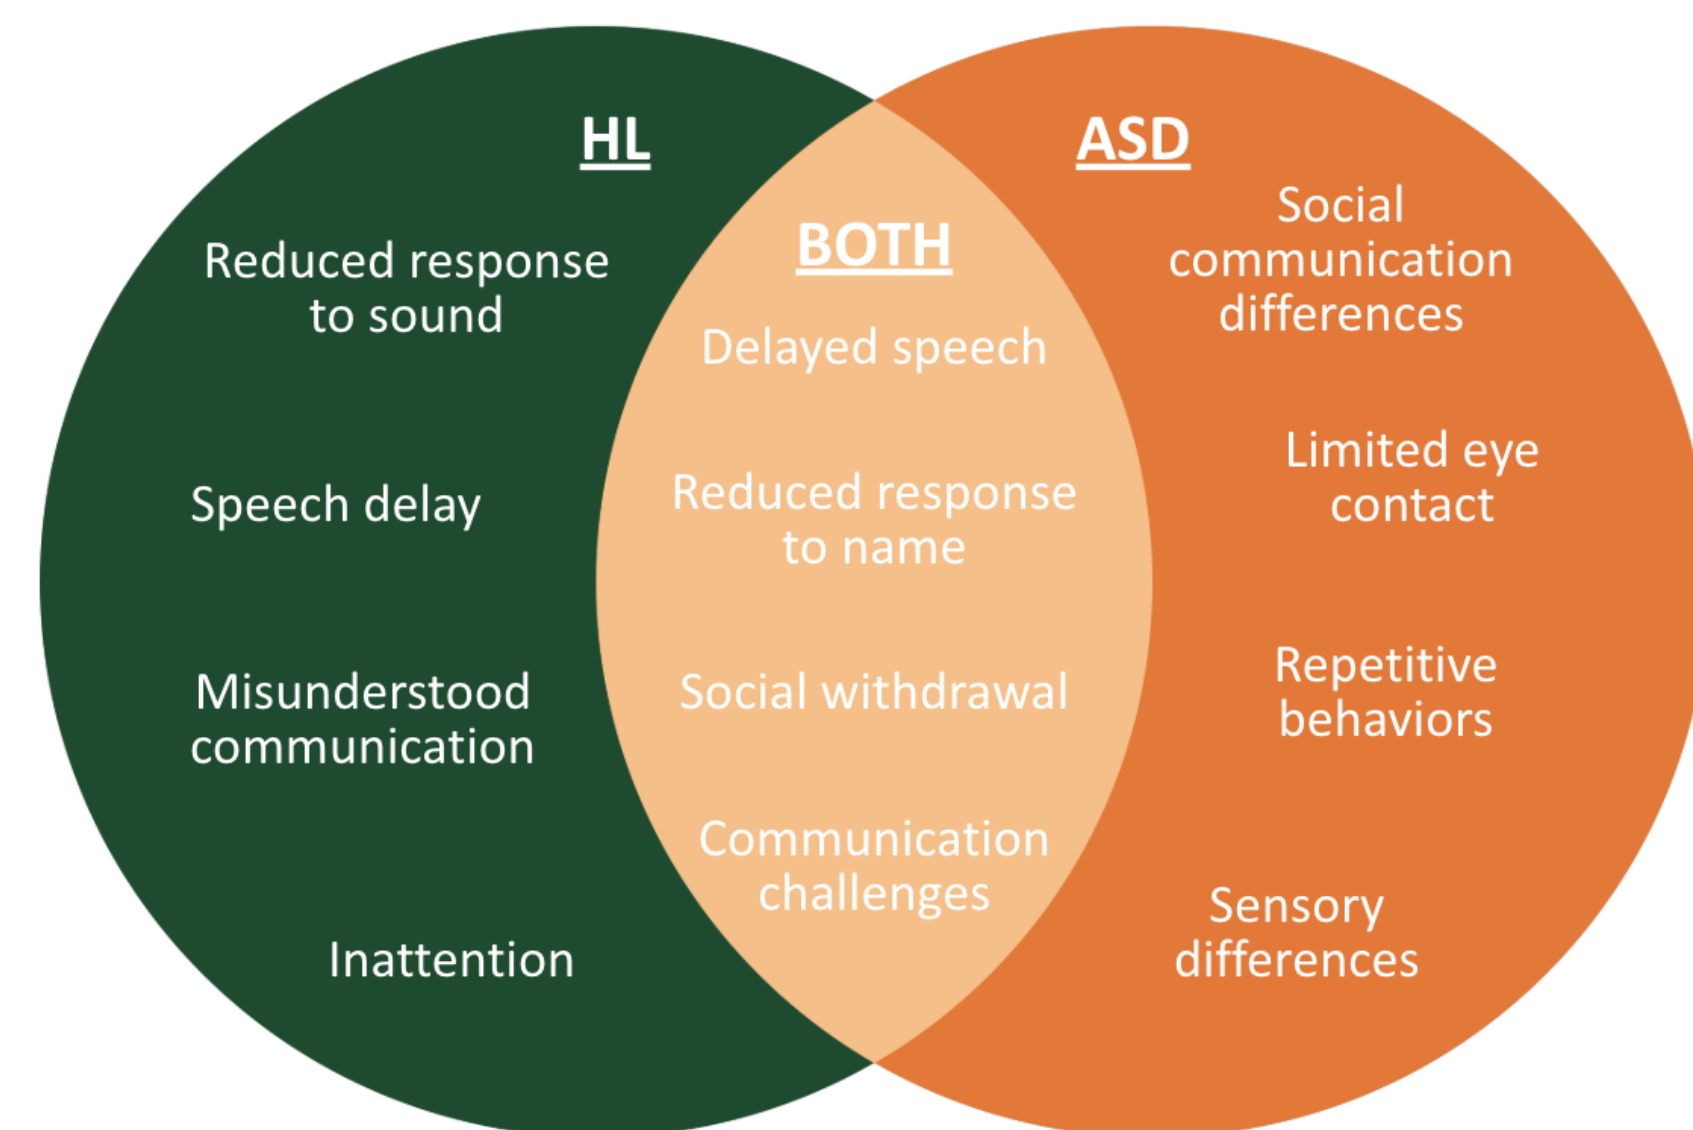 HL
Reduced response
to sound
Speech delay
Misunderstood
communication
Inattention
BOTH
Delayed speech
Reduced response
to name
Social withdrawal
Communication
challenges
ASD
Social
communication
differences
Limited eye
contact
Repetitive
behaviors
Sensory
differences